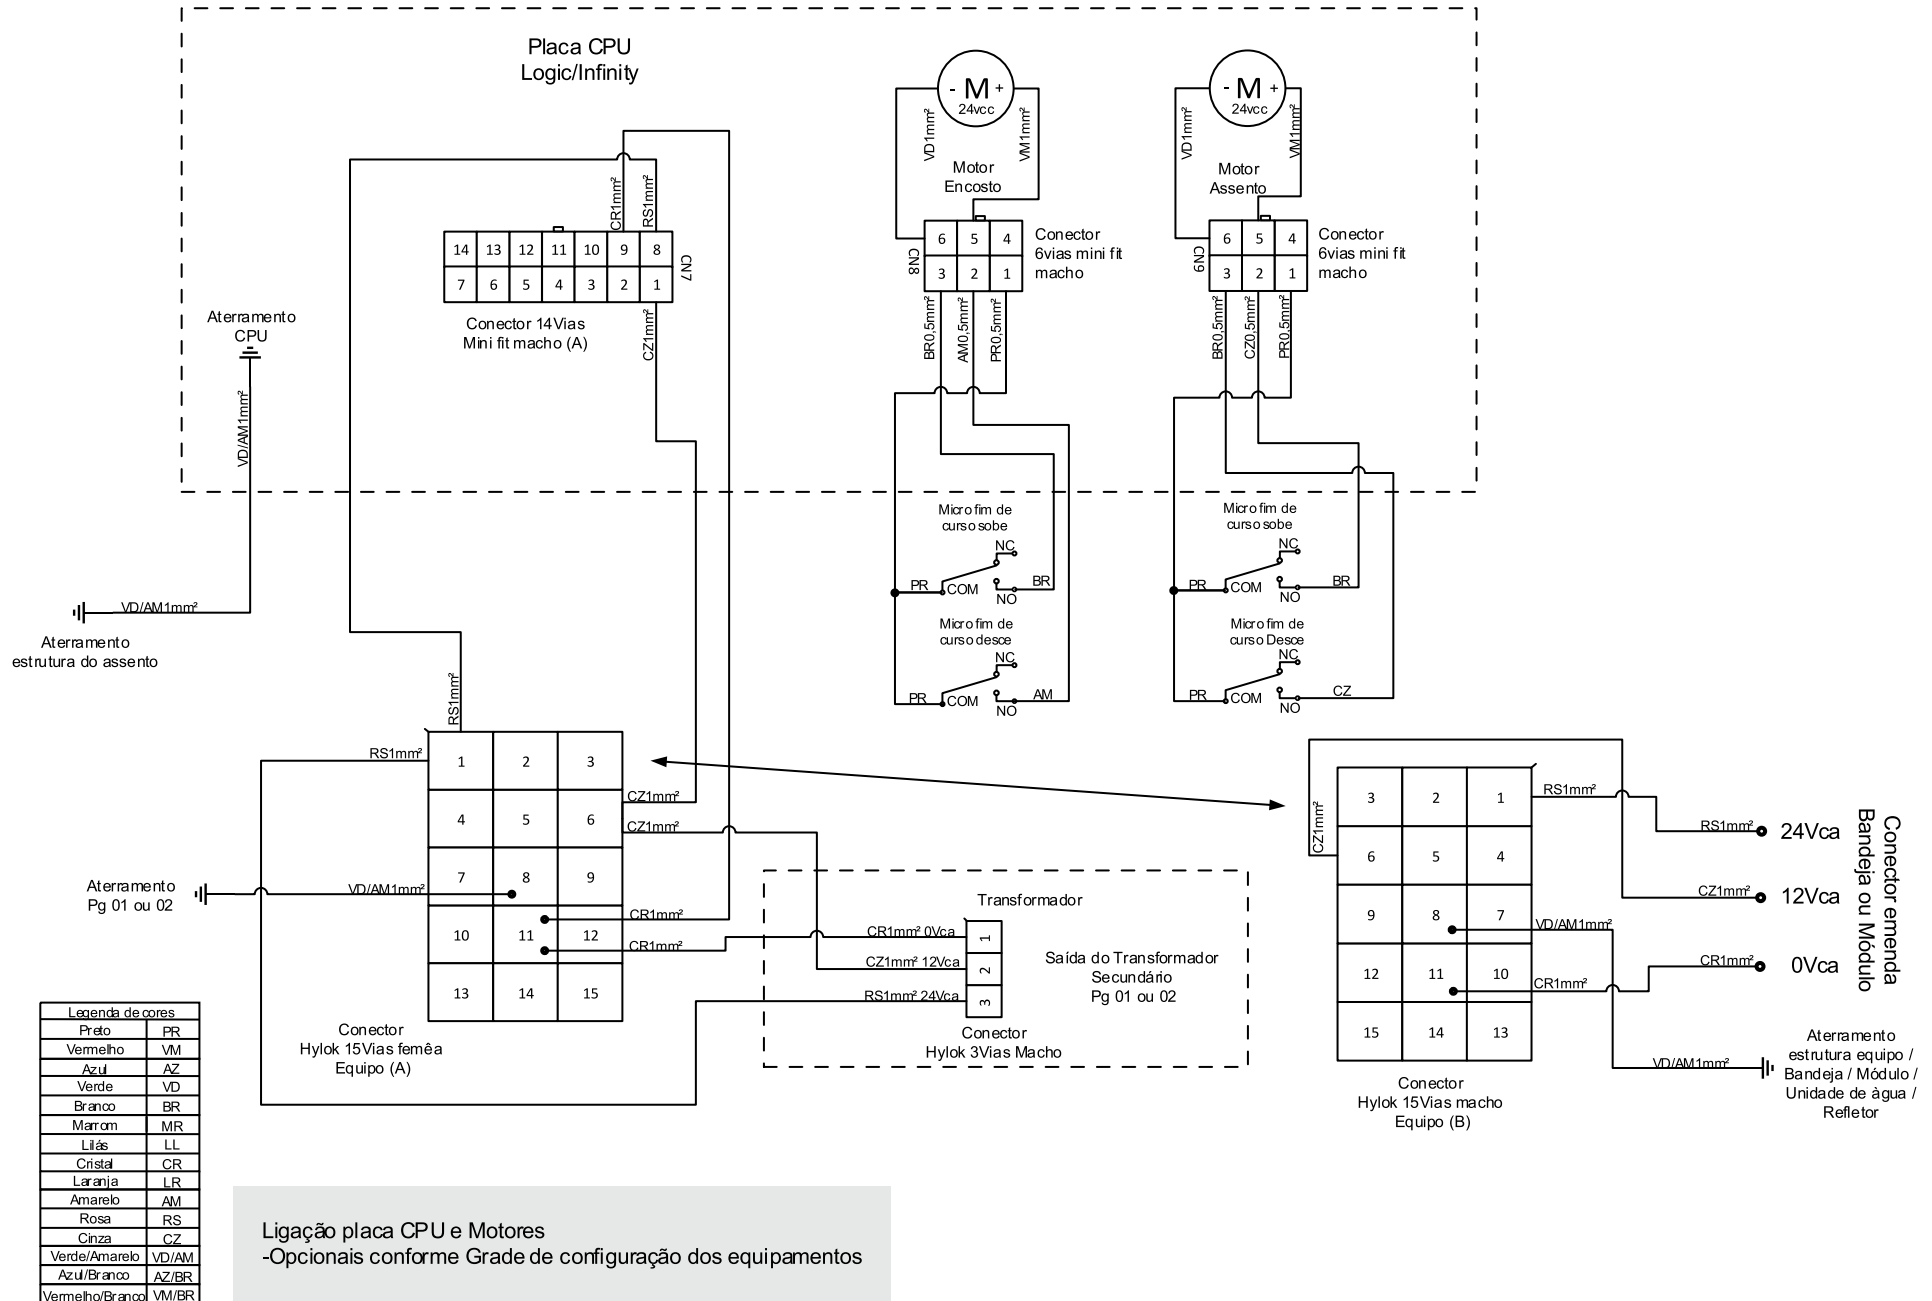 Placa CPU
Logic/Infinity
- M +
24vcc
VD1mm²
VM1mm²
Motor
Encosto
- M +
24vcc
VD1mm²
VM1mm²
Motor
Assento
CR1mm²
RS1mm²
14 13 12 11 10 9 8
7 6 5 4 3 2 1
CN7
Conector 14Vias
Mini fit macho (A)
CZ1mm²
6 5 4
3 2 1
CN8
Conector
6vias mini fit
macho
BR0,5mm²
AM0,5mm²
PR0,5mm²
6 5 4
3 2 1
CN9
Conector
6vias mini fit
macho
BR0,5mm²
CZ0,5mm²
PR0,5mm²
Aterramento
CPU
VD/AM1mm²
VD/AM1mm²
Aterramento
estrutura do assento
Micro fim de
curso sobe
NC
PR
COM
BR
NO
Micro fim de
curso desce
NC
PR
COM
AM
NO
Micro fim de
curso sobe
NC
PR
COM
BR
NO
Micro fim de
curso Desce
NC
PR
COM
CZ
NO
RS1mm²
RS1mm²
1 2 3
4 5 6
7 8 9
10 11 12
13 14 15
CZ1mm²
CZ1mm²
Aterramento
Pg 01 ou 02
VD/AM1mm²
CR1mm²
CR1mm²
Conector
Hylok 15Vias femêa
Equipo (A)
Transformador
CR1mm² 0Vca
CZ1mm² 12Vca
RS1mm² 24Vca
1
2
3
Saída do Transformador
Secundário
Pg 01 ou 02
Conector
Hylok 3Vias Macho
CZ1mm²
3 2 1
6 5 4
9 8 7
12 11 10
15 14 13
RS1mm²
VD/AM1mm²
CR1mm²
RS1mm²
24Vca
CZ1mm²
12Vca
CR1mm²
0Vca
Conector emenda
Bandeja ou Módulo
VD/AM1mm²
Aterramento
estrutura equipo /
Bandeja / Módulo /
Unidade de àgua /
Refletor
Conector
Hylok 15Vias macho
Equipo (B)
Legenda de cores
Preto PR
Vermelho VM
Azul AZ
Verde VD
Branco BR
Marrom MR
Lilás LL
Cristal CR
Laranja LR
Amarelo AM
Rosa RS
Cinza CZ
Verde/Amarelo VD/AM
Azul/Branco AZ/BR
Vermelho/Branco VM/BR
Ligação placa CPU e Motores
-Opcionais conforme Grade de configuração dos equipamentos